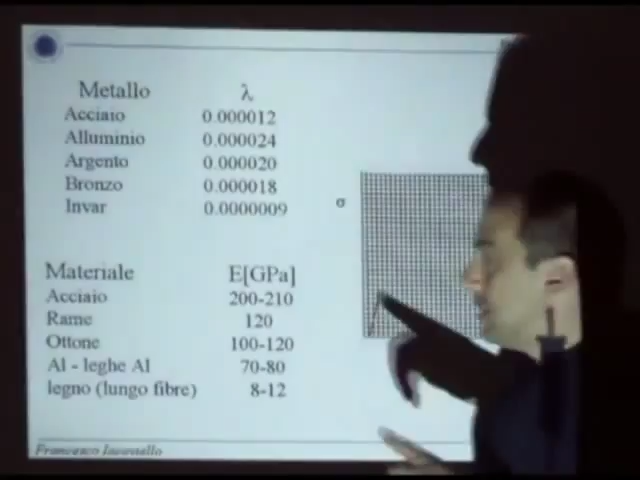 Metallo λ
Acciaio 0.000012
Alluminio 0.000024
Argento 0.000020
Bronzo 0.000018
Invar 0.0000009
σ
Materiale E[GPa]
Acciaio 200-210
Rame 120
Ottone 100-120
Al - leghe Al 70-80
legno (lungo fibre) 8-12
Francesco Iacoviello